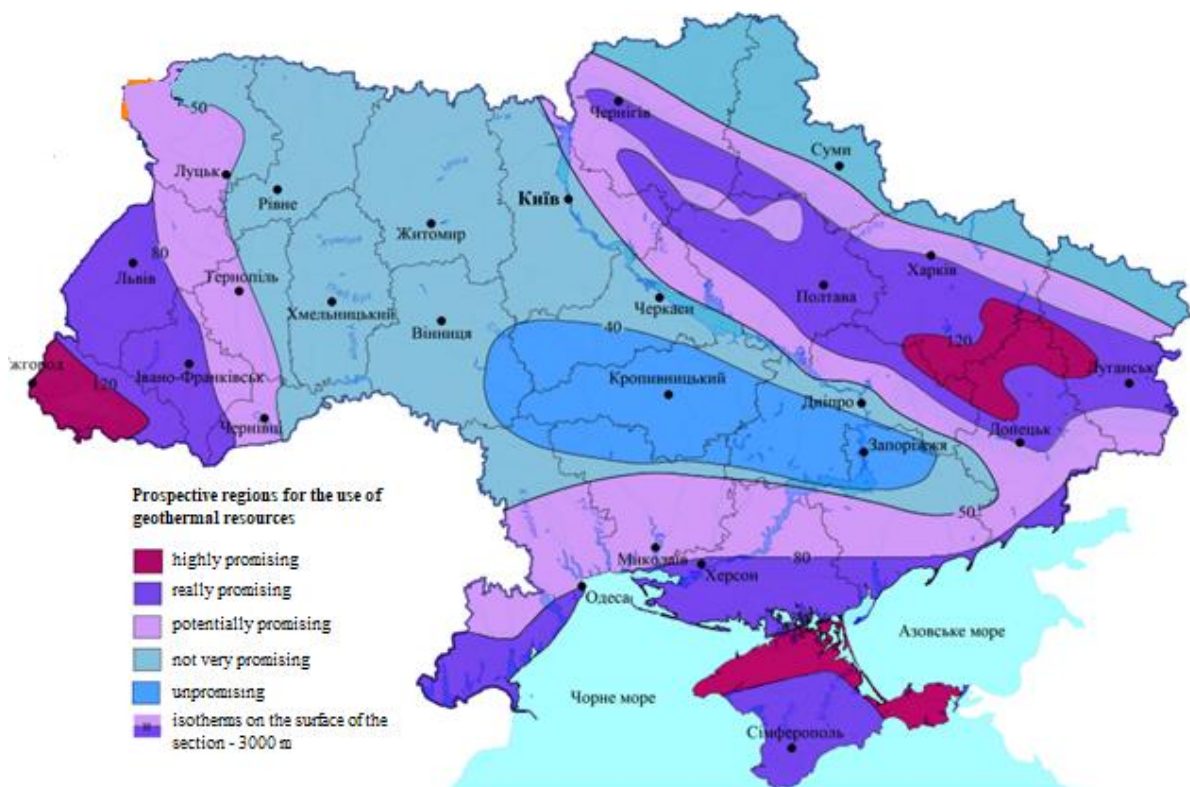 Чернігів
50
Суми
Луцьк
Рівне
Київ
Житомир
80
Львів
Тернопіль
Харків
Полтава
Хмельницький
Черкаси
Вінниця
40
120
жгород
120
Івано-Франківськ
Кропивницький
Луганськ
Дніпро
Чернівці
Донецьк
Запоріжжя
Prospective regions for the use of
geothermal resources
50
highly promising
Миколаїв
80
Херсон
really promising
Одеса
potentially promising
Азовське море
not very promising
unpromising
Чорне море
isotherms on the surface of the
section - 3000 m
Сімферополь